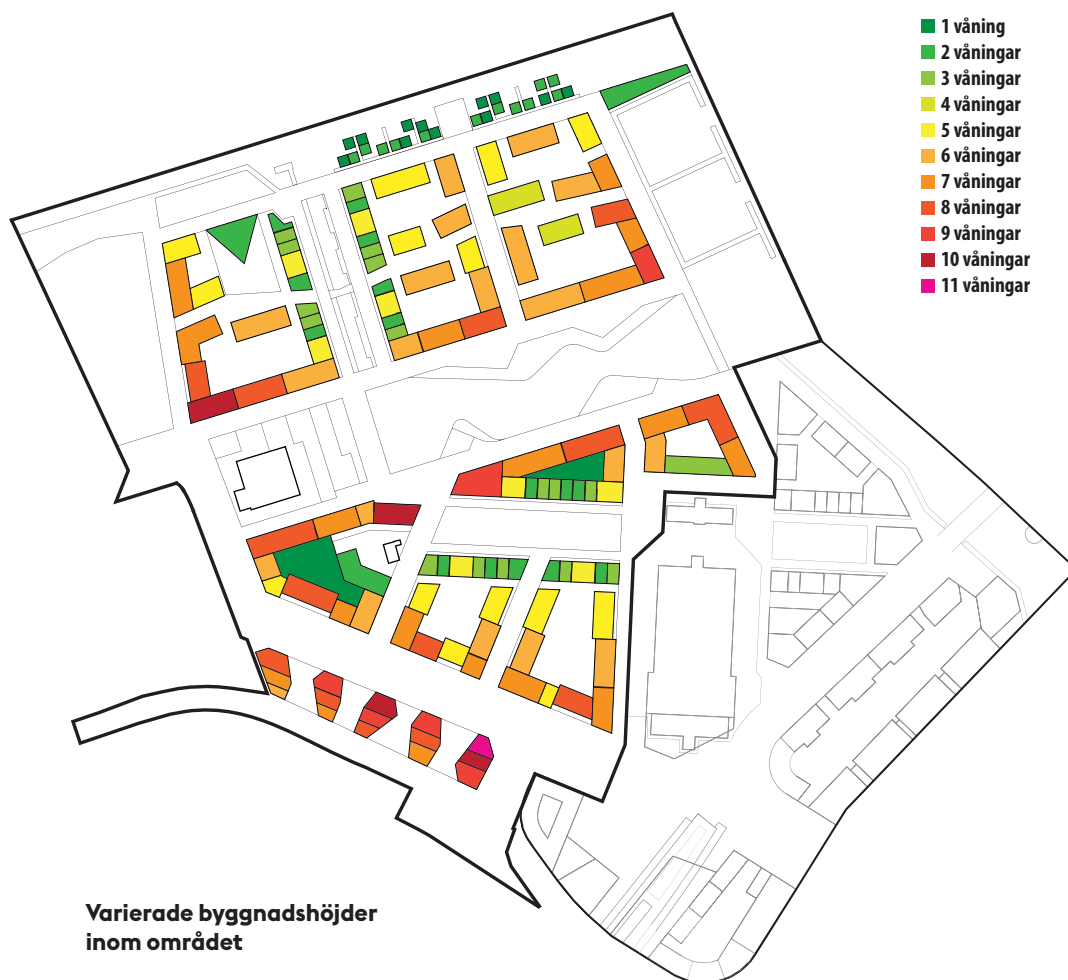 1 våning
2 våningar
3 våningar
4 våningar
5 våningar
6 våningar
7 våningar
8 våningar
9 våningar
10 våningar
11 våningar
Varierade byggnadshöjder
inom området